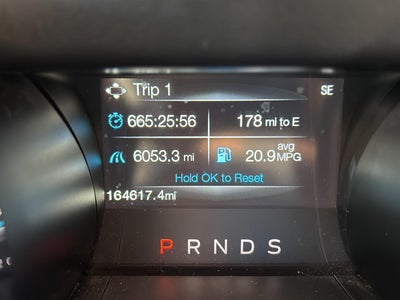 Trip 1 SE
665:25:56 178 mi to E
6053.3 mi 20.9 avg MPG
Hold OK to Reset
164617.4mi
P R N D S